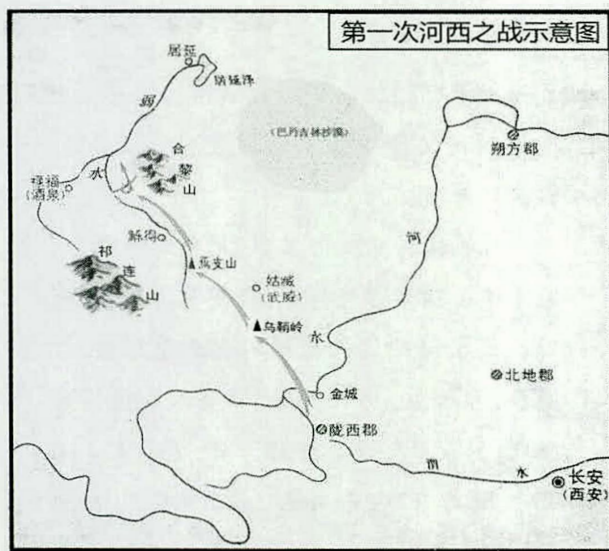 第一次河西之战示意图
居延
居延泽
弱
水
(巴丹吉林沙漠)
合
黎
山
朔方郡
禄福
(酒泉)
觻得
河
祁
连
山
焉支山
姑臧
(武威)
乌鞘岭
水
北地郡
金城
陇西郡
渭
水
长安
(西安)